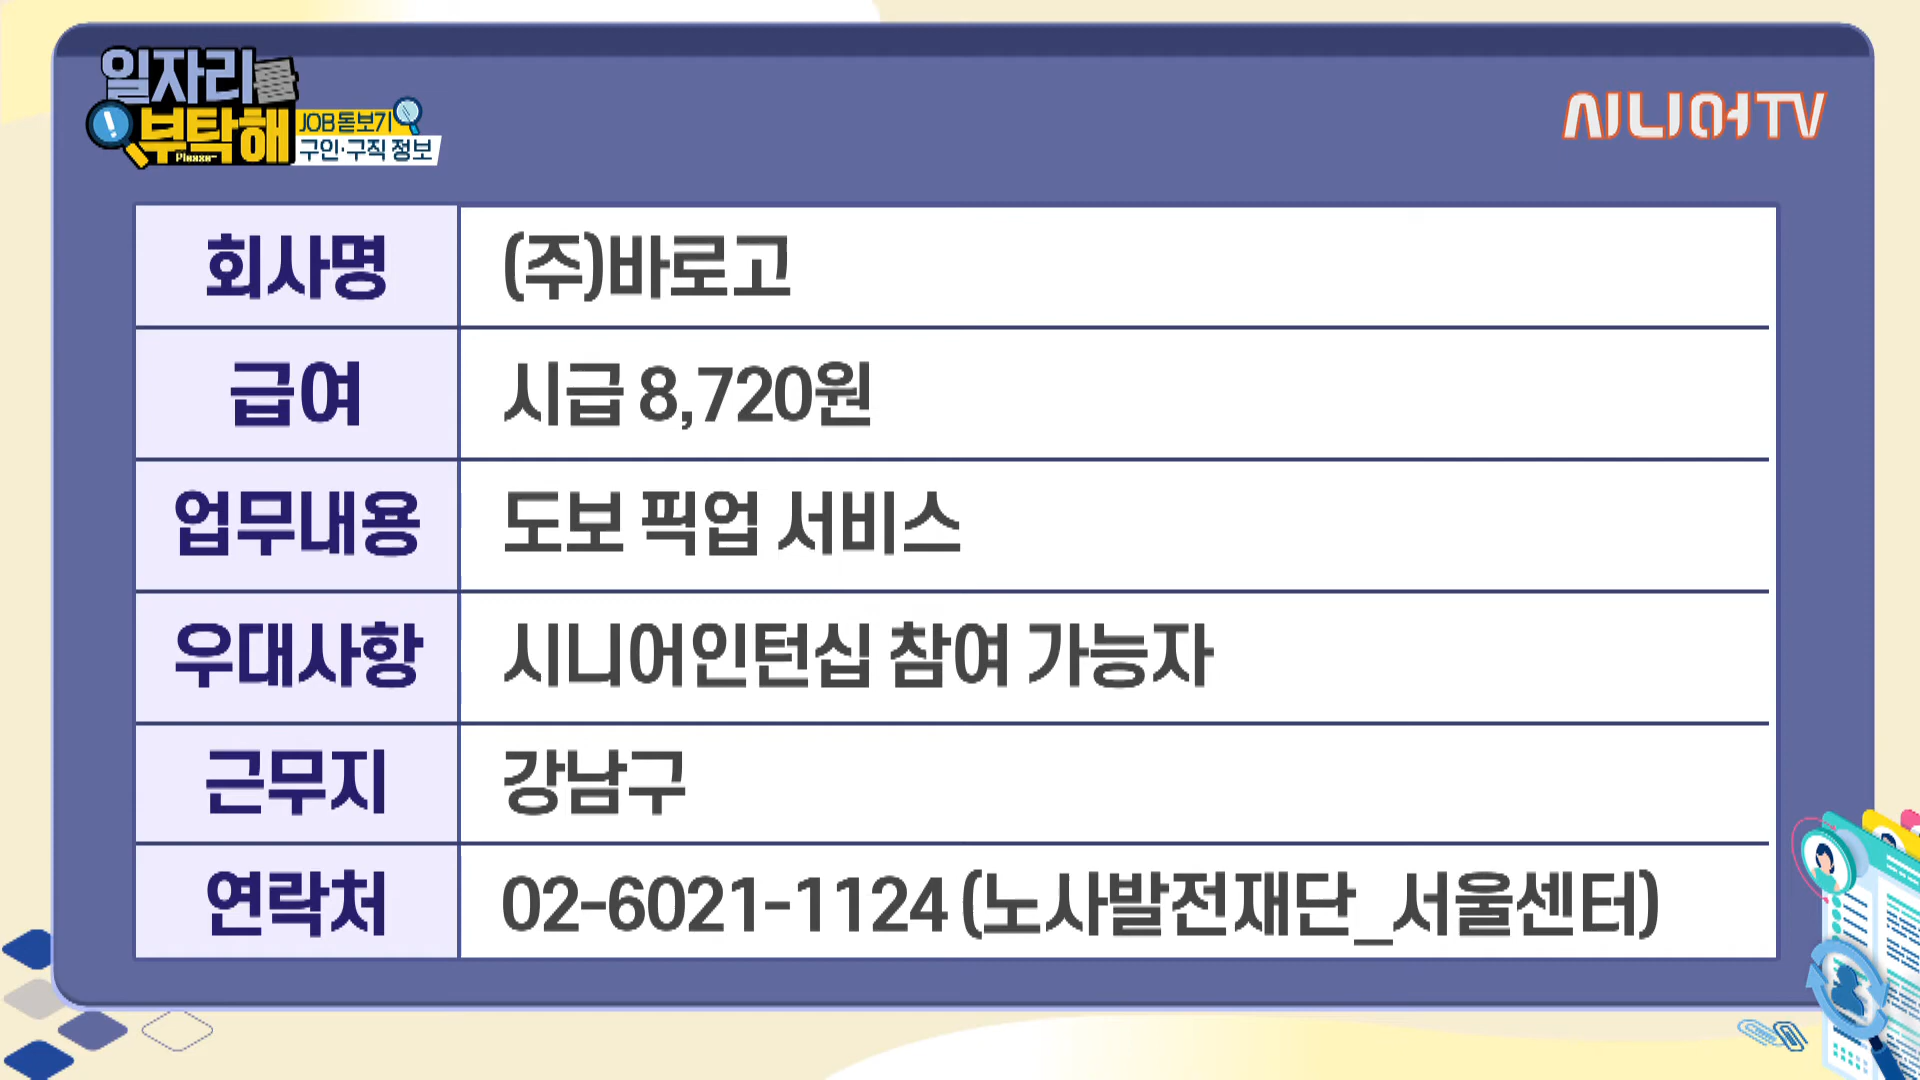 일자리를
부탁해
Please~
JOB돋보기
구인·구직 정보
시니어TV
회사명 (주)바로고
급여 시급 8,720원
업무내용 도보 픽업 서비스
우대사항 시니어인턴십 참여 가능자
근무지 강남구
연락처 02-6021-1124 (노사발전재단_서울센터)